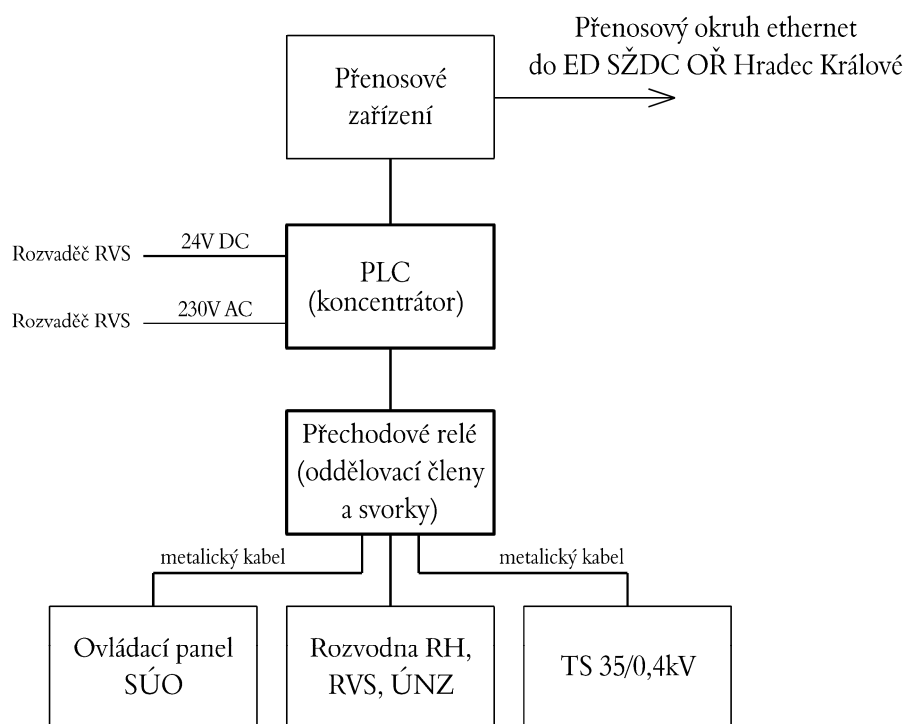 Přenosový okruh ethernet
do ED SŽDC OŘ Hradec Králové
Přenosové
zařízení
Rozvaděč RVS
24V DC
PLC
(koncentrátor)
Rozvaděč RVS
230V AC
Přechodové relé
(oddělovací členy
a svorky)
metalický kabel
metalický kabel
Ovládací panel
SÚO
Rozvodna RH,
RVS, ÚNZ
TS 35/0,4kV